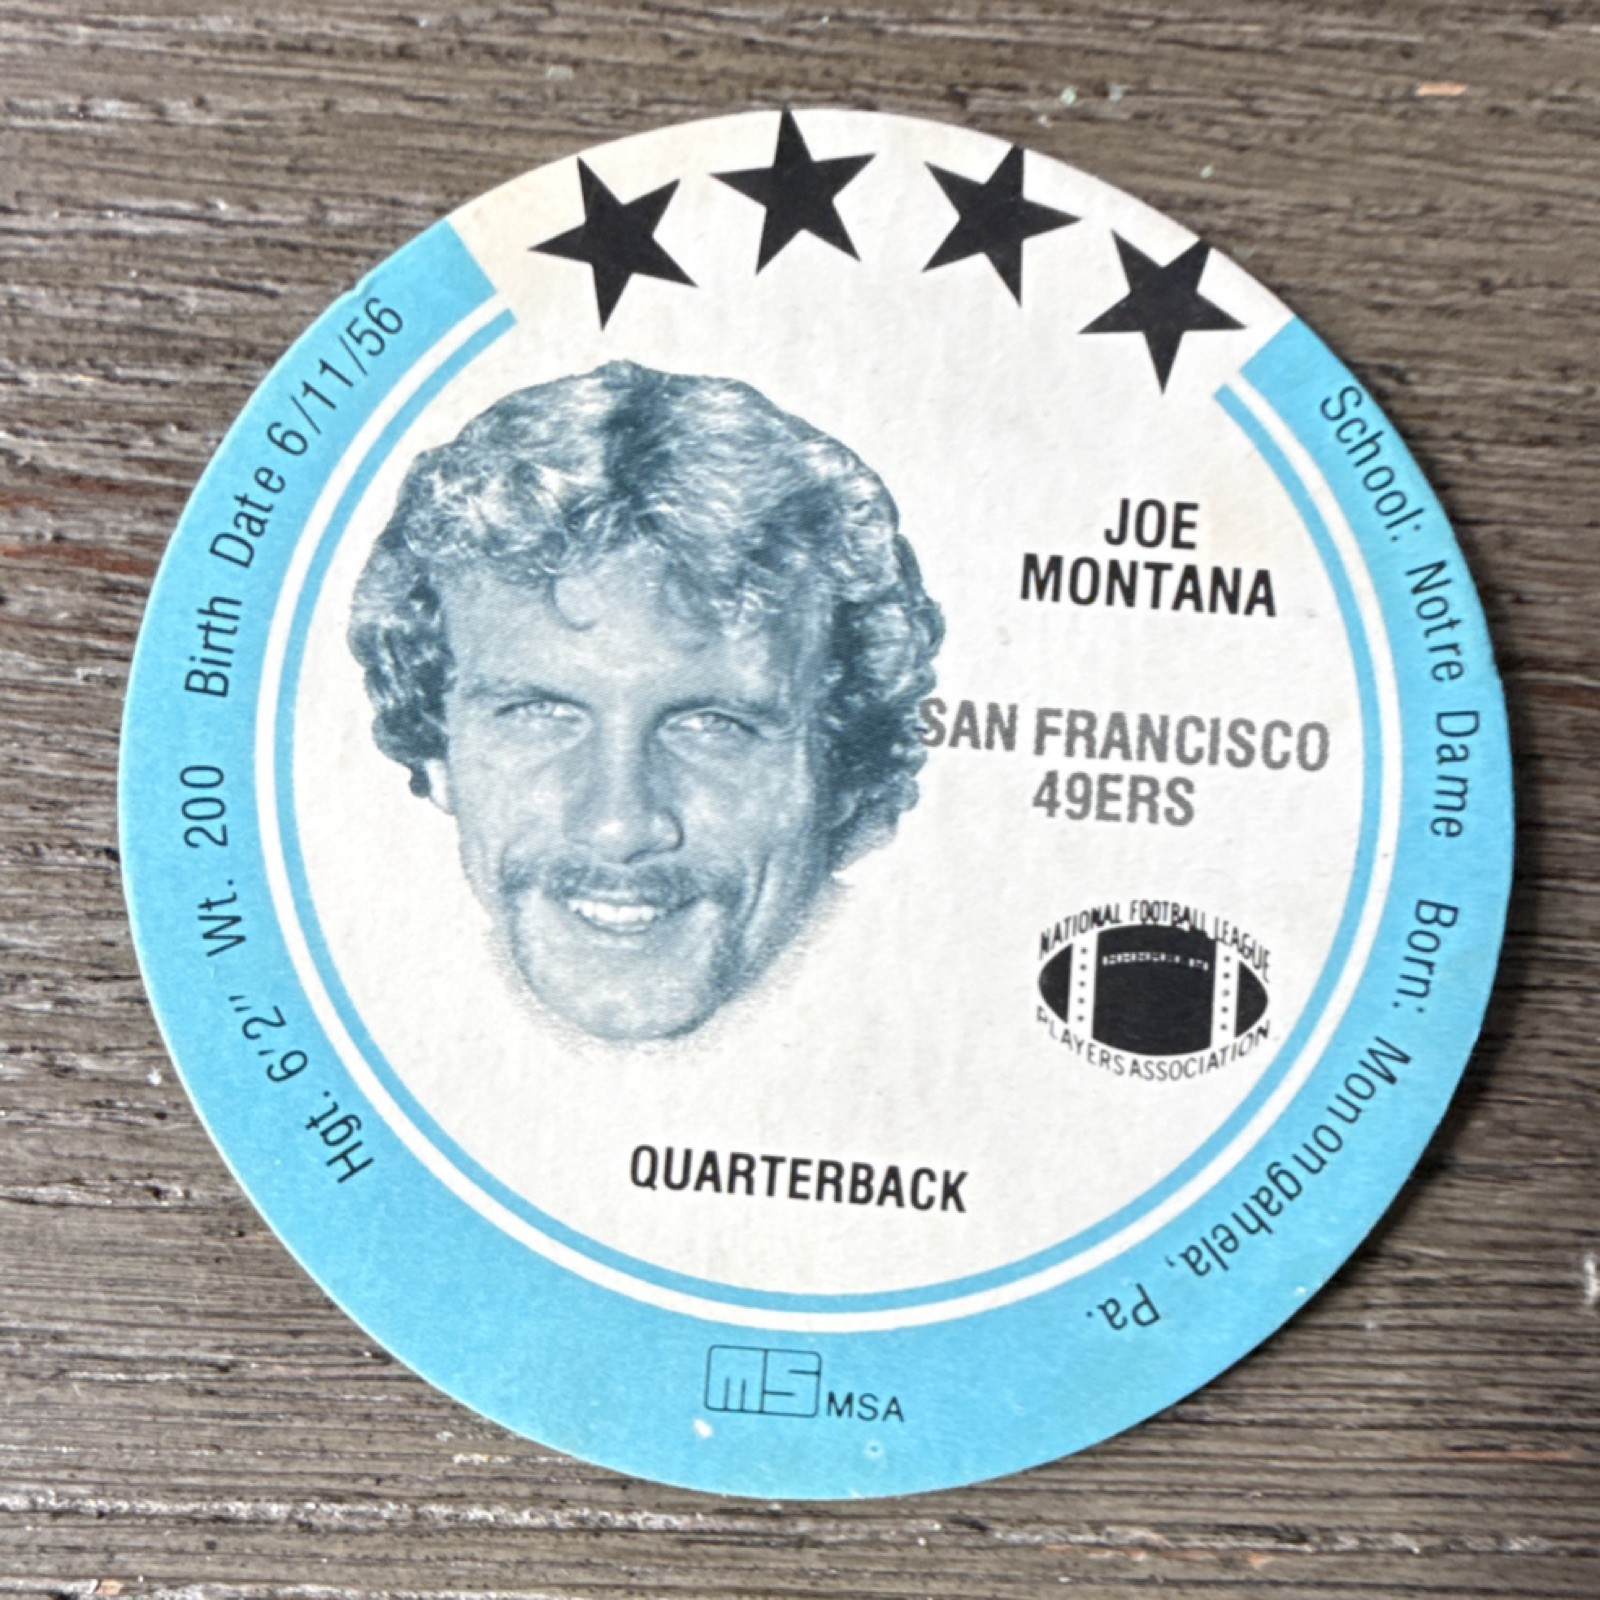 JOE
MONTANA
SAN FRANCISCO
49ERS
NATIONAL FOOTBALL LEAGUE
PLAYERS ASSOCIATION
QUARTERBACK
Hgt. 6'2" Wt. 200 Birth Date 6/11/56
School: Notre Dame Born: Monongahela, Pa.
MS MSA